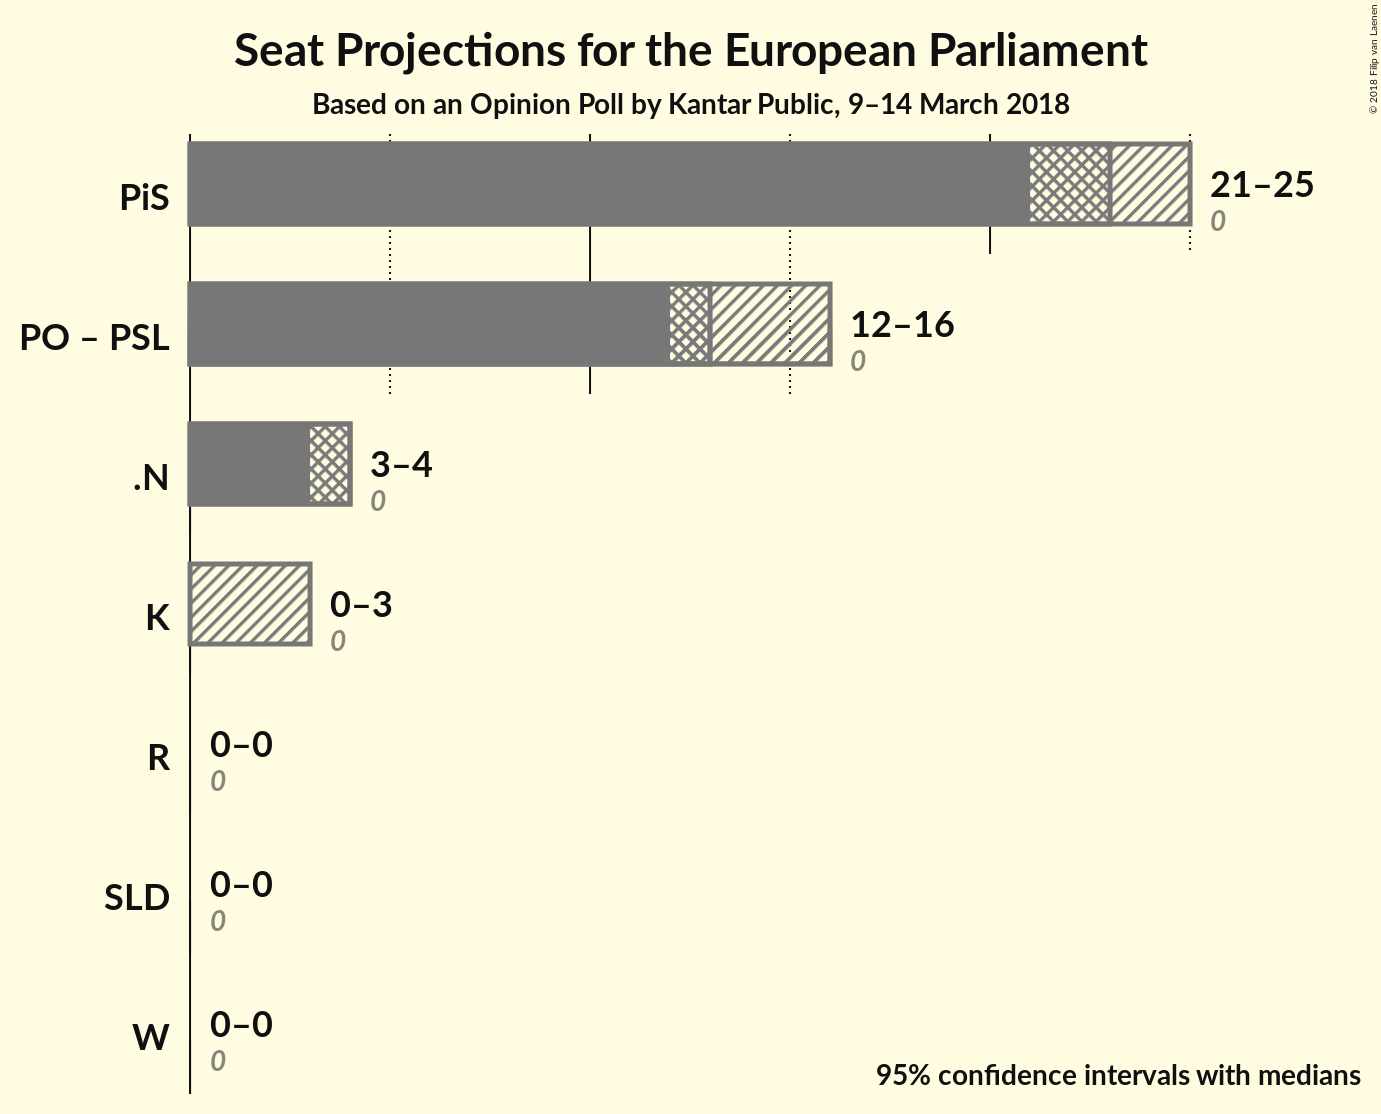 Seat Projections for the European Parliament
Based on an Opinion Poll by Kantar Public, 9–14 March 2018
© 2018 Filip van Laenen
PiS
21–25
0
PO – PSL
12–16
0
.N
3–4
0
K
0–3
0
R
0–0
0
SLD
0–0
0
W
0–0
0
95% confidence intervals with medians